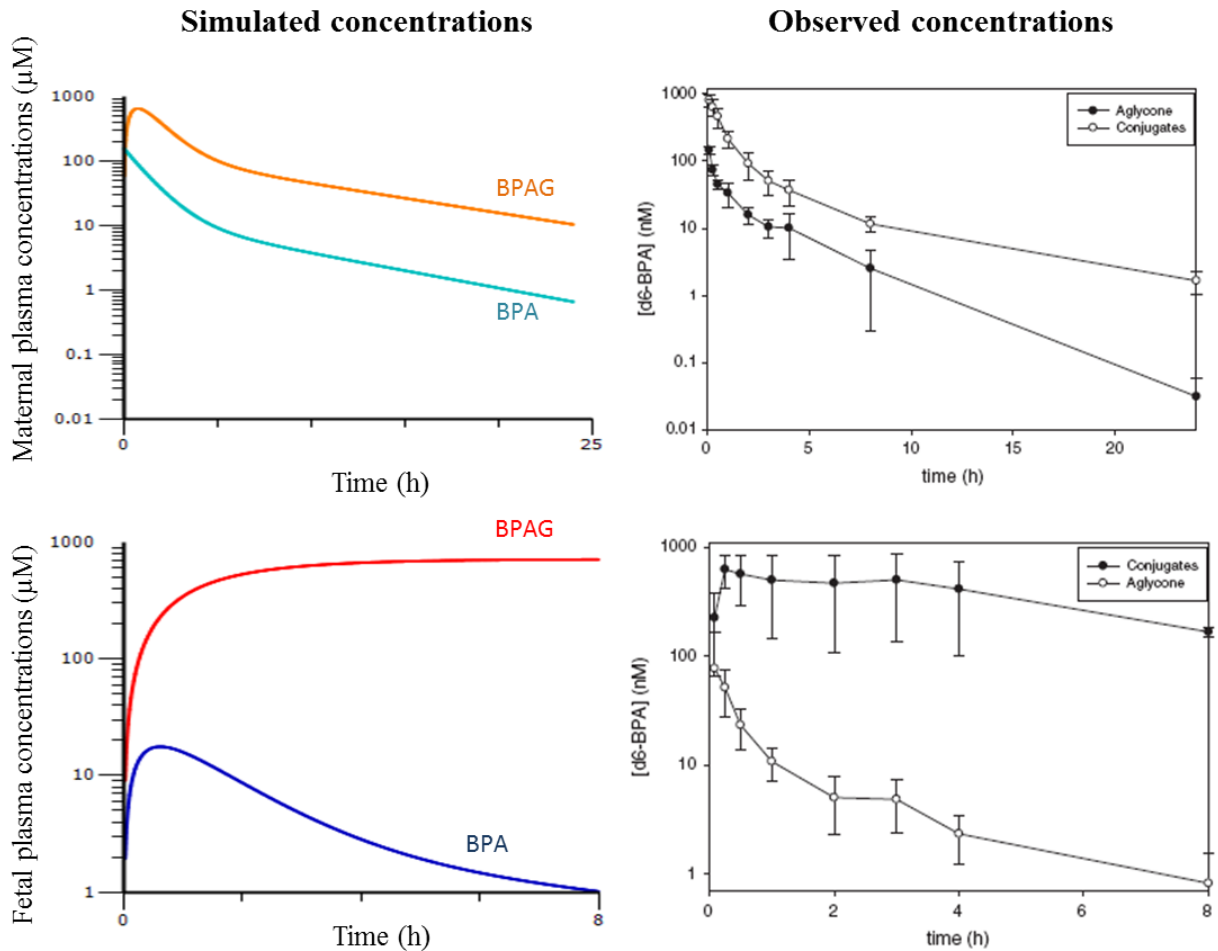 Simulated concentrations
Observed concentrations
Maternal plasma concentrations (µM)
1000
100
10
1
0.1
0.01
BPAG
BPA
0
25
Time (h)
[d6-BPA] (nM)
1000
100
10
1
0.1
0.01
Aglycone
Conjugates
0
5
10
15
20
time (h)
Fetal plasma concentrations (µM)
1000
100
10
1
BPAG
BPA
0
8
Time (h)
[d6-BPA] (nM)
1000
100
10
1
Conjugates
Aglycone
0
2
4
6
8
time (h)